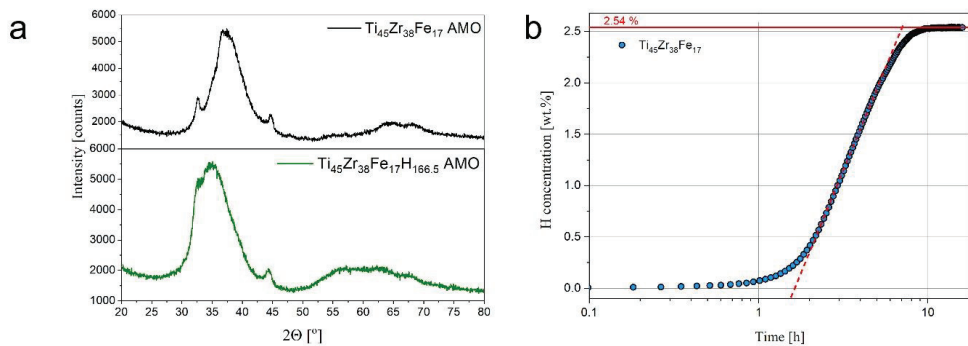 a
Intensity [counts]
6000
5000
4000
3000
2000
6000
5000
4000
3000
2000
1000
Ti₄₅Zr₃₈Fe₁₇ AMO
Ti₄₅Zr₃₈Fe₁₇H₁₆₆.₅ AMO
20 25 30 35 40 45 50 55 60 65 70 75 80
2Θ [°]
b
H concentration [wt.%]
2.54 %
Ti₄₅Zr₃₈Fe₁₇
2.5
2.0
1.5
1.0
0.5
0.0
0.1 1 10
Time [h]